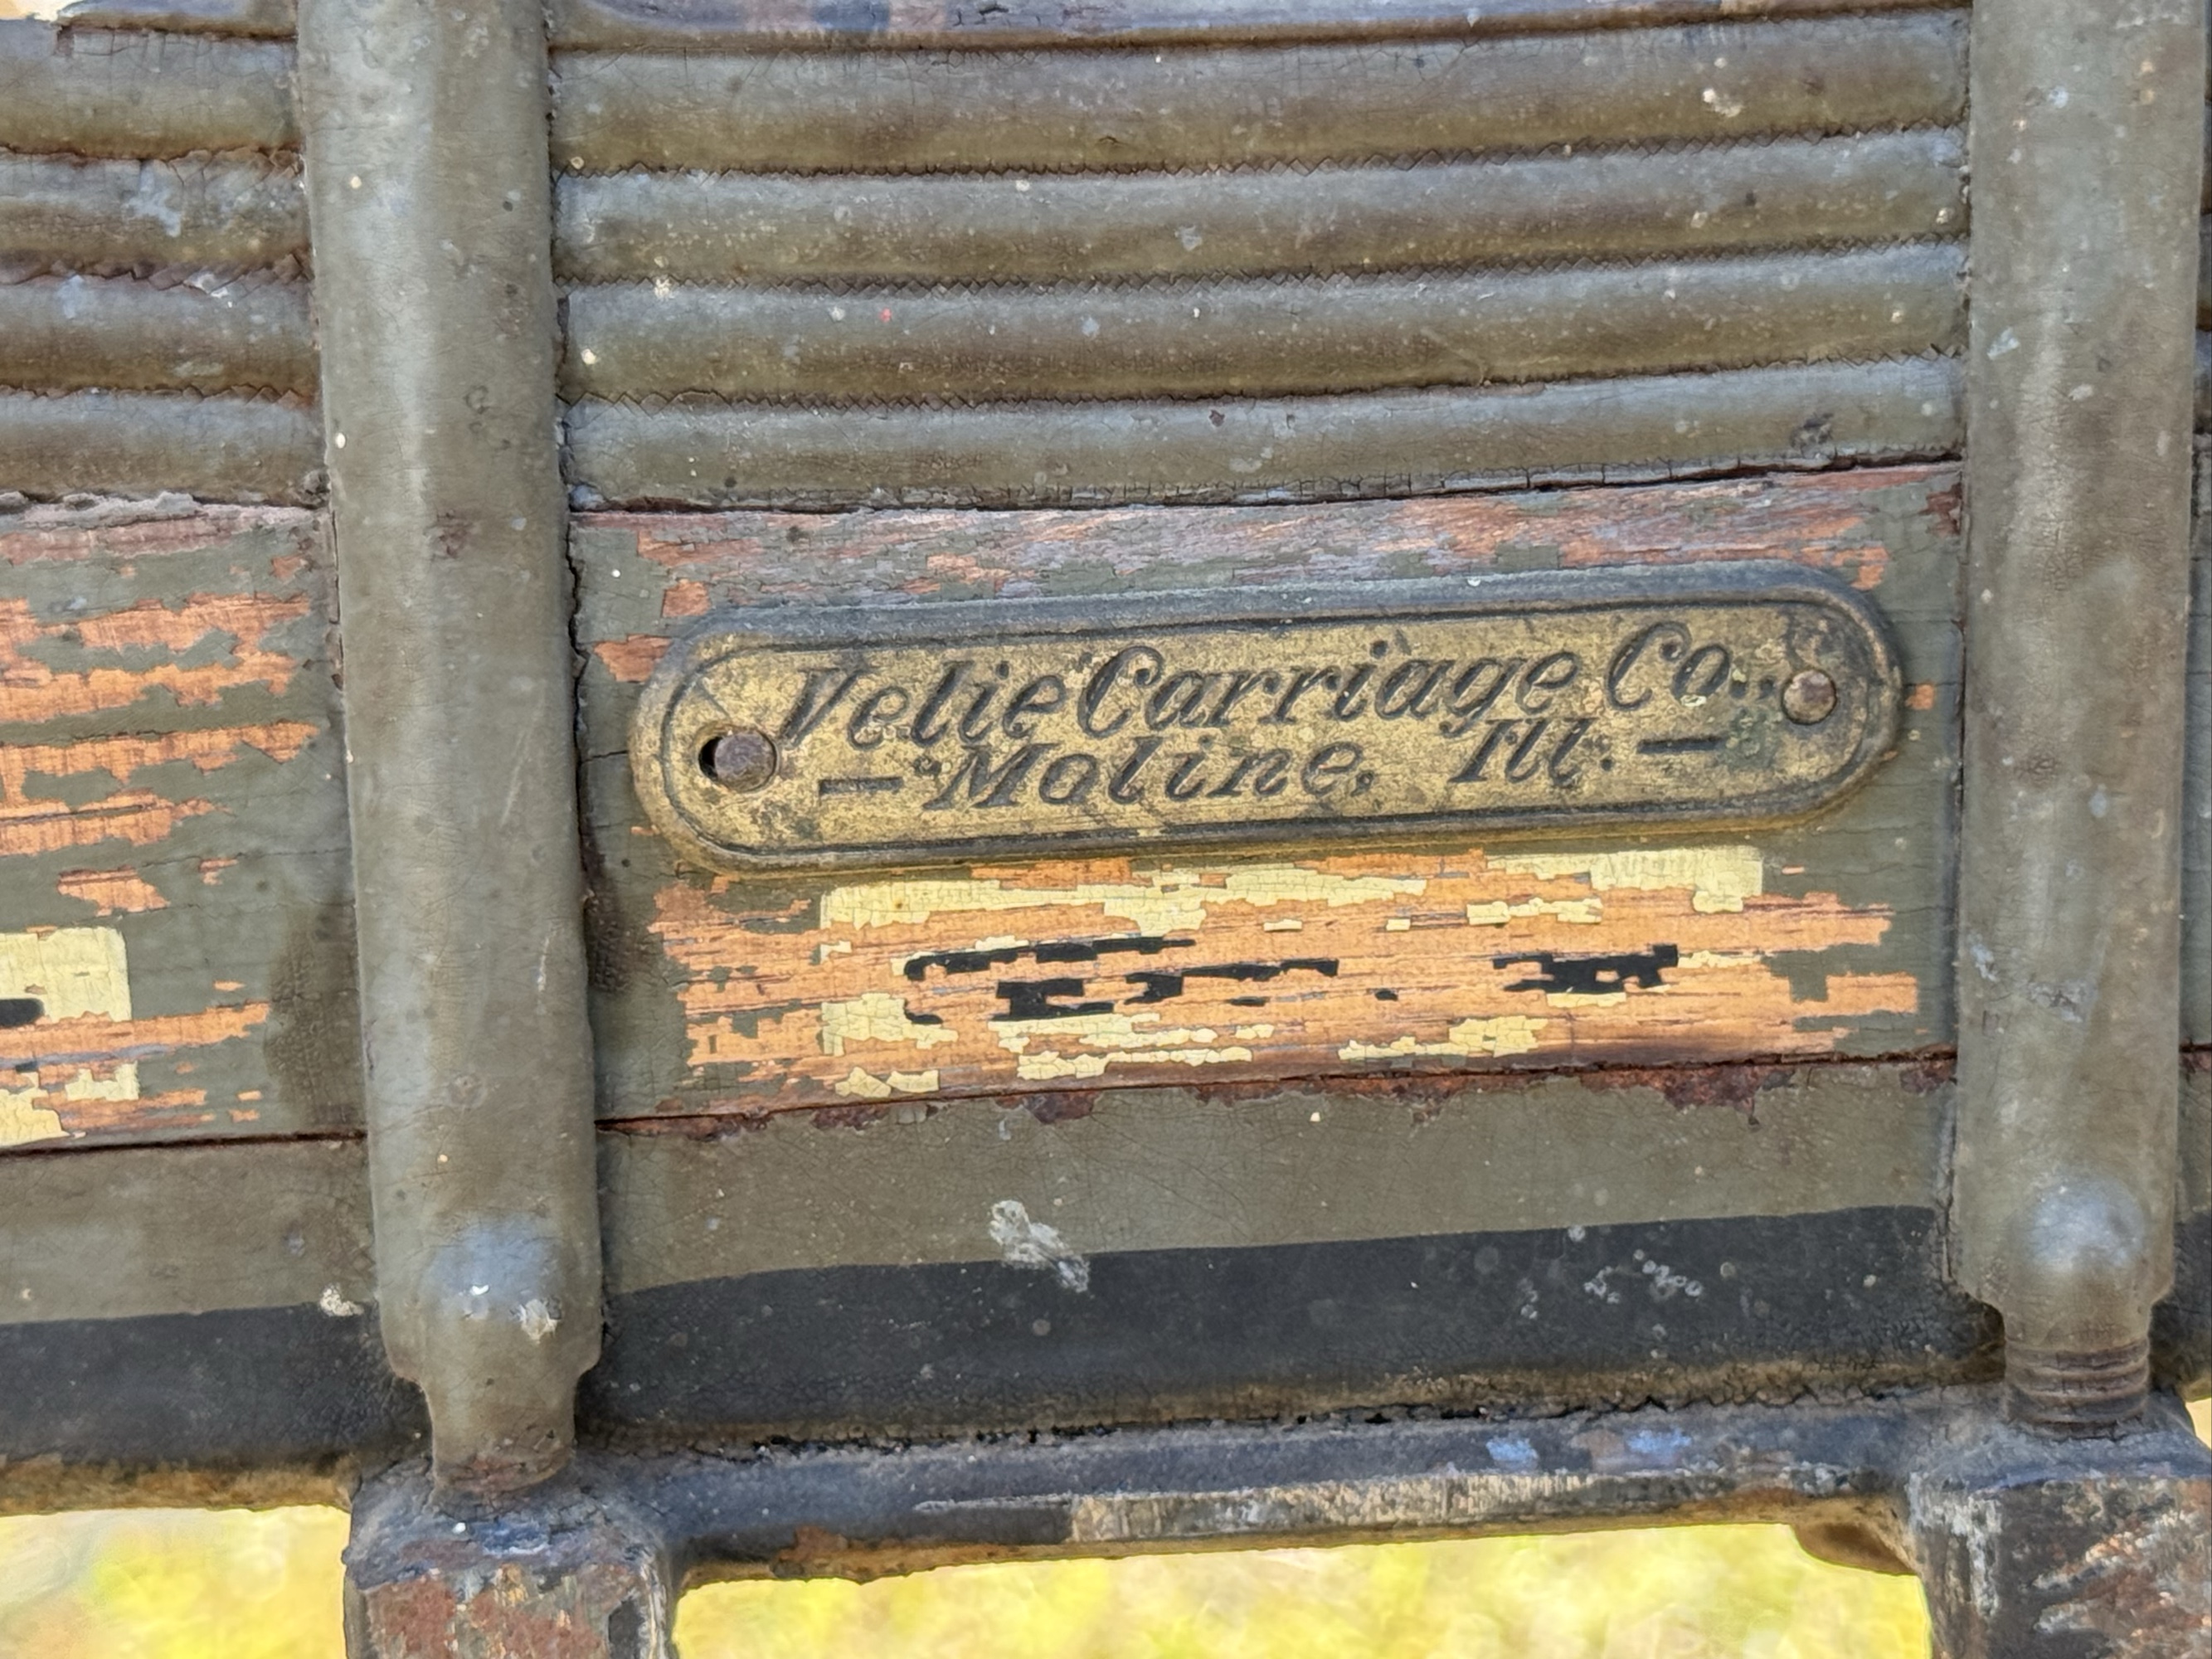 Velie Carriage Co.,
— Moline, Ill. —